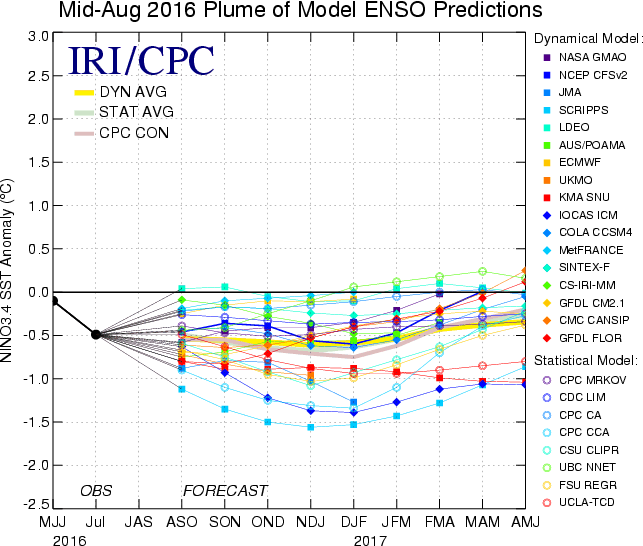 Mid-Aug 2016 Plume of Model ENSO Predictions
NINO3.4 SST Anomaly (ºC)
3.0
2.5
2.0
1.5
1.0
0.5
0.0
-0.5
-1.0
-1.5
-2.0
-2.5
IRI/CPC
DYN AVG
STAT AVG
CPC CON
OBS FORECAST
MJJ Jul JAS ASO SON OND NDJ DJF JFM FMA MAM AMJ
2016 2017
Dynamical Model:
NASA GMAO
NCEP CFSv2
JMA
SCRIPPS
LDEO
AUS/POAMA
ECMWF
UKMO
KMA SNU
IOCAS ICM
COLA CCSM4
MetFRANCE
SINTEX-F
CS-IRI-MM
GFDL CM2.1
CMC CANSIP
GFDL FLOR
Statistical Model:
CPC MRKOV
CDC LIM
CPC CA
CPC CCA
CSU CLIPR
UBC NNET
FSU REGR
UCLA-TCD